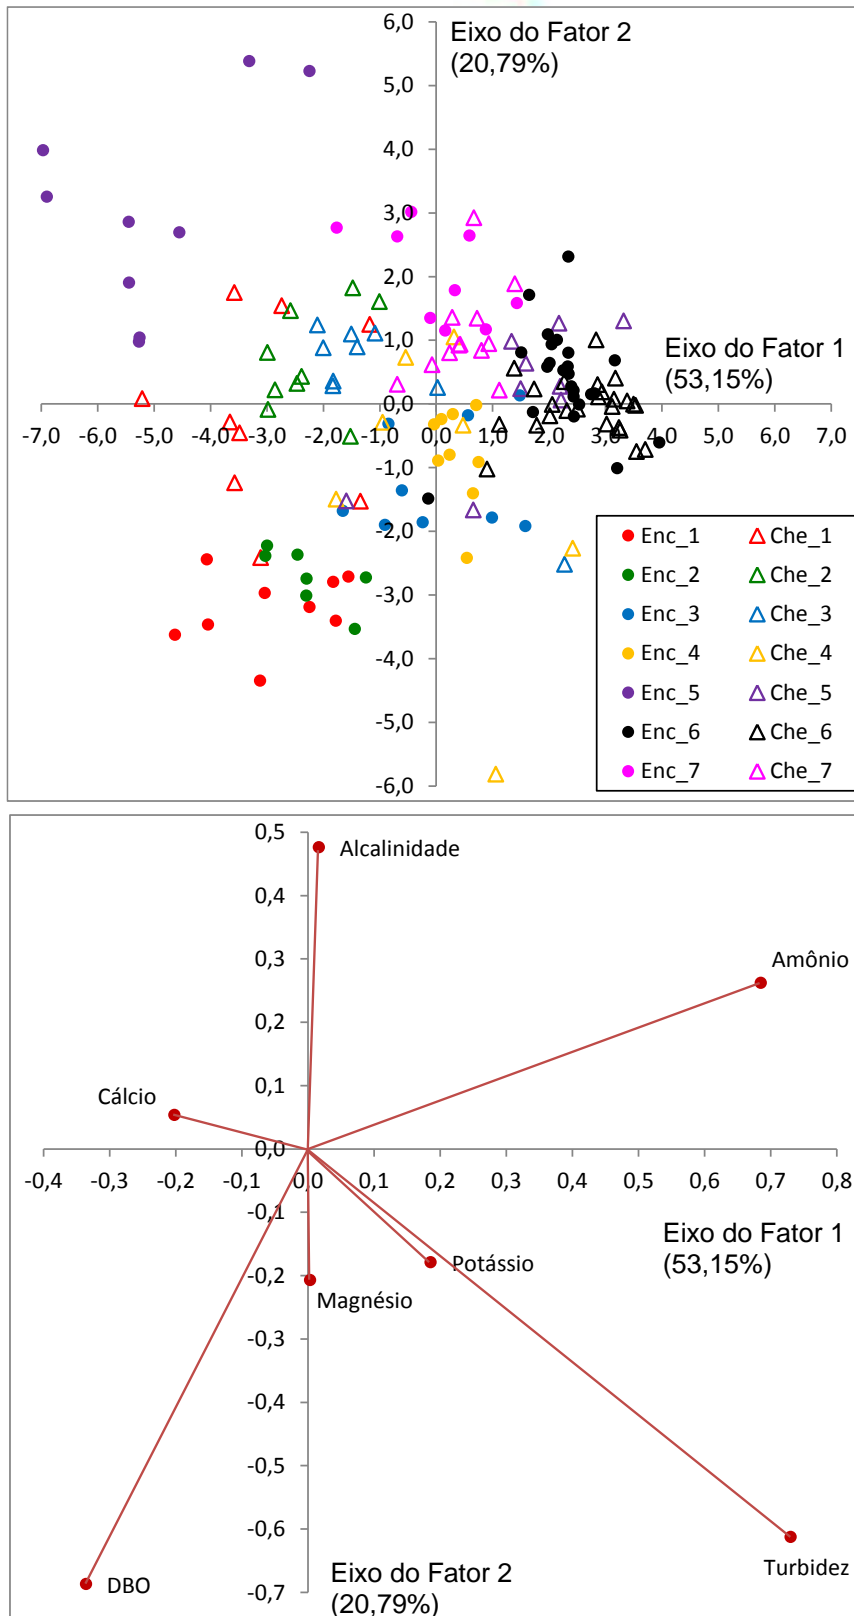 6,0
Eixo do Fator 2
(20,79%)
5,0
4,0
3,0
2,0
1,0
Eixo do Fator 1
(53,15%)
0,0
-7,0 -6,0 -5,0 -4,0 -3,0 -2,0 -1,0 0,0 1,0 2,0 3,0 4,0 5,0 6,0 7,0
-1,0
-2,0
-3,0
-4,0
-5,0
-6,0
Enc_1 Che_1
Enc_2 Che_2
Enc_3 Che_3
Enc_4 Che_4
Enc_5 Che_5
Enc_6 Che_6
Enc_7 Che_7
0,5
Alcalinidade
0,4
Amônio
0,3
0,2
0,1
Cálcio
0,0
-0,4 -0,3 -0,2 -0,1 0,0 0,1 0,2 0,3 0,4 0,5 0,6 0,7 0,8
-0,1
Eixo do Fator 1
(53,15%)
Potássio
-0,2
Magnésio
-0,3
-0,4
-0,5
-0,6
Turbidez
Eixo do Fator 2
(20,79%)
DBO
-0,7